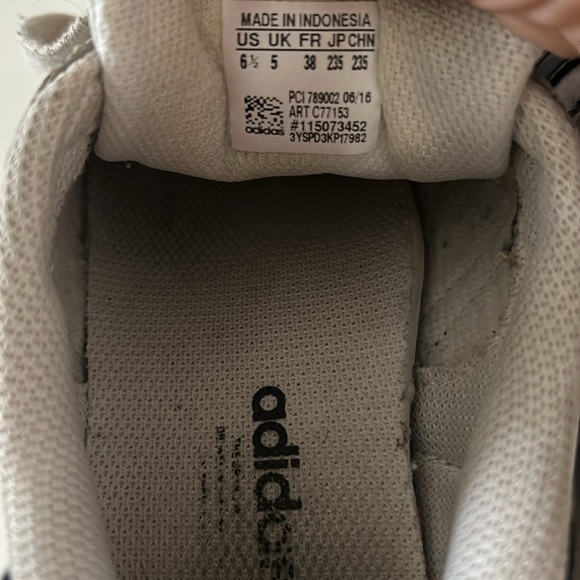 MADE IN INDONESIA
US UK FR JP CHN
6½ 5 38 235 235
PCI 789002 06/16
ART C77153
#115073452
3YSPD3KP17982
adidas
adidas